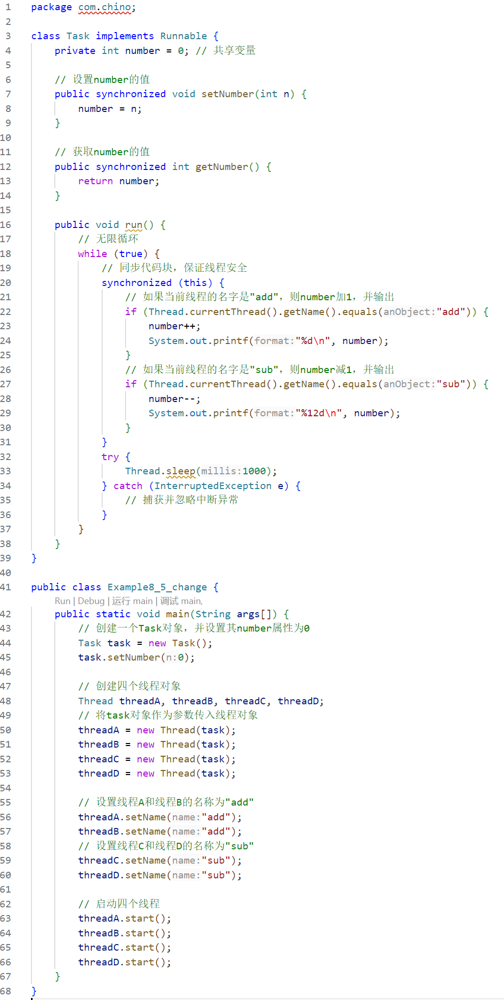 1 package com.chino;
2
3 class Task implements Runnable {
4 private int number = 0; // 共享变量
5
6 // 设置number的值
7 public synchronized void setNumber(int n) {
8 number = n;
9 }
10
11 // 获取number的值
12 public synchronized int getNumber() {
13 return number;
14 }
15
16 public void run() {
17 // 无限循环
18 while (true) {
19 // 同步代码块，保证线程安全
20 synchronized (this) {
21 // 如果当前线程的名字是"add"，则number加1，并输出
22 if (Thread.currentThread().getName().equals(anObject:"add")) {
23 number++;
24 System.out.printf(format:"%d\n", number);
25 }
26 // 如果当前线程的名字是"sub"，则number减1，并输出
27 if (Thread.currentThread().getName().equals(anObject:"sub")) {
28 number--;
29 System.out.printf(format:"%12d\n", number);
30 }
31 }
32 try {
33 Thread.sleep(millis:1000);
34 } catch (InterruptedException e) {
35 // 捕获并忽略中断异常
36 }
37 }
38 }
39 }
40
41 public class Example8_5_change {
Run | Debug | 运行 main | 调试 main,
42 public static void main(String args[]) {
43 // 创建一个Task对象，并设置其number属性为0
44 Task task = new Task();
45 task.setNumber(n:0);
46
47 // 创建四个线程对象
48 Thread threadA, threadB, threadC, threadD;
49 // 将task对象作为参数传入线程对象
50 threadA = new Thread(task);
51 threadB = new Thread(task);
52 threadC = new Thread(task);
53 threadD = new Thread(task);
54
55 // 设置线程A和线程B的名称为"add"
56 threadA.setName(name:"add");
57 threadB.setName(name:"add");
58 // 设置线程C和线程D的名称为"sub"
59 threadC.setName(name:"sub");
60 threadD.setName(name:"sub");
61
62 // 启动四个线程
63 threadA.start();
64 threadB.start();
65 threadC.start();
66 threadD.start();
67 }
68 }